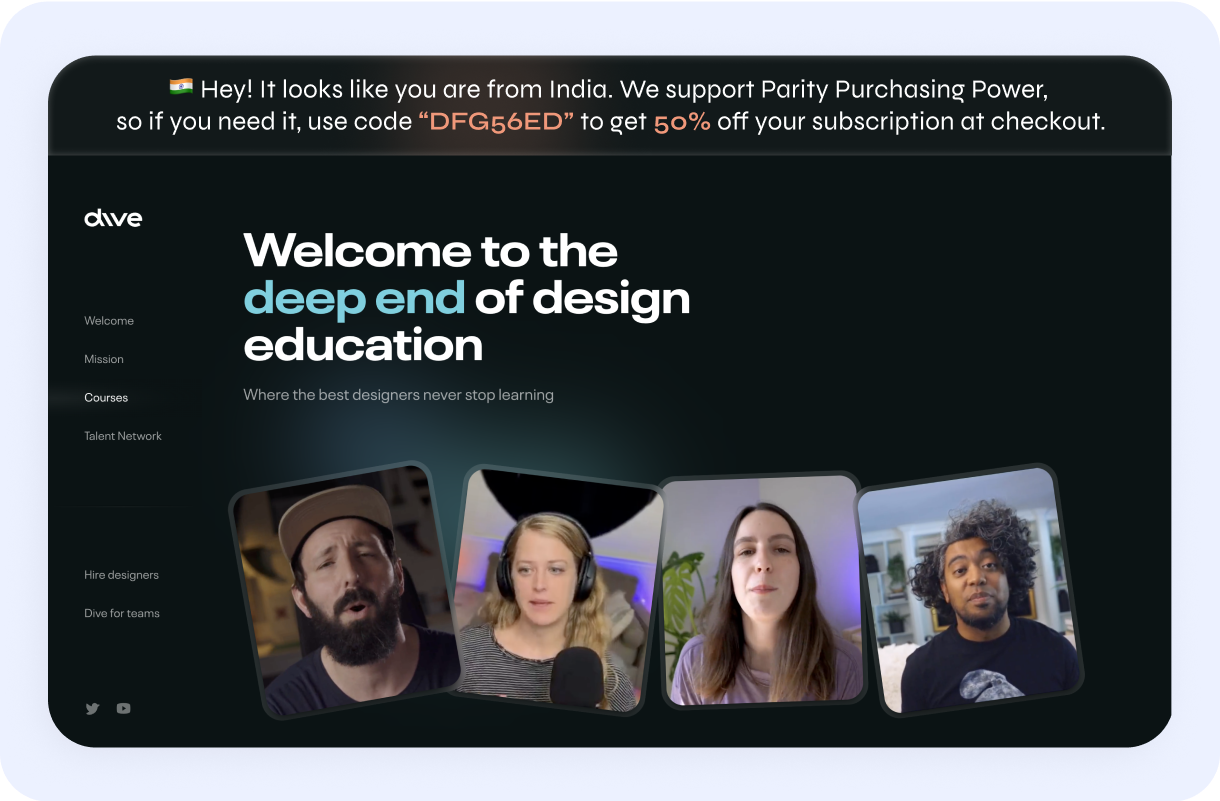 🇮🇳 Hey! It looks like you are from India. We support Parity Purchasing Power,
so if you need it, use code “DFG56ED” to get 50% off your subscription at checkout.
dive
Welcome
Mission
Courses
Talent Network
Hire designers
Dive for teams
Welcome to the
deep end of design
education
Where the best designers never stop learning